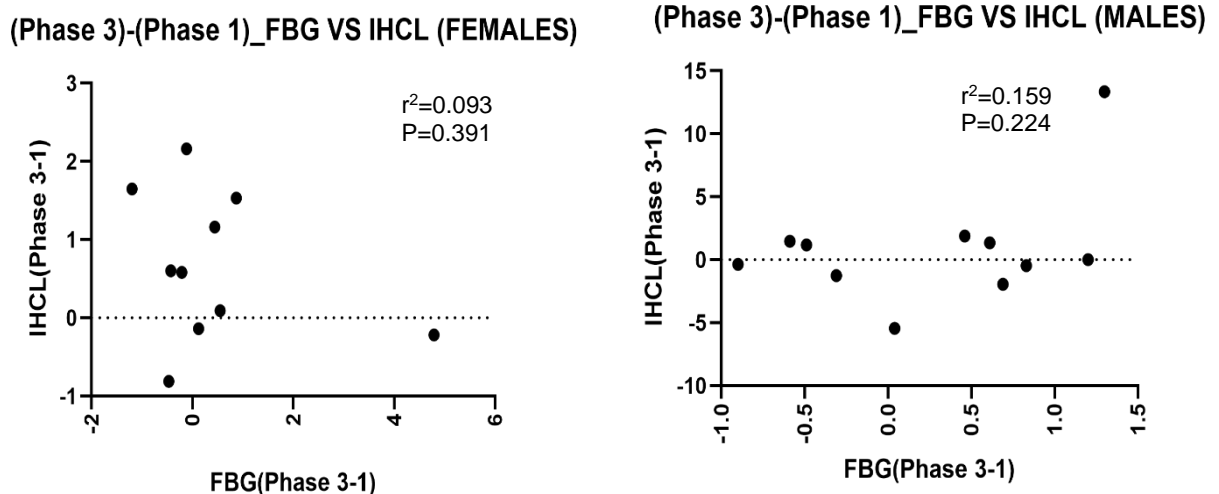 (Phase 3)-(Phase 1)_FBG VS IHCL (FEMALES)
r²=0.093
P=0.391
IHCL(Phase 3-1)
3
2
1
0
-1
-2
0
2
4
6
FBG(Phase 3-1)
(Phase 3)-(Phase 1)_FBG VS IHCL (MALES)
r²=0.159
P=0.224
IHCL(Phase 3-1)
15
10
5
0
-5
-10
-1.0
-0.5
0.0
0.5
1.0
1.5
FBG(Phase 3-1)